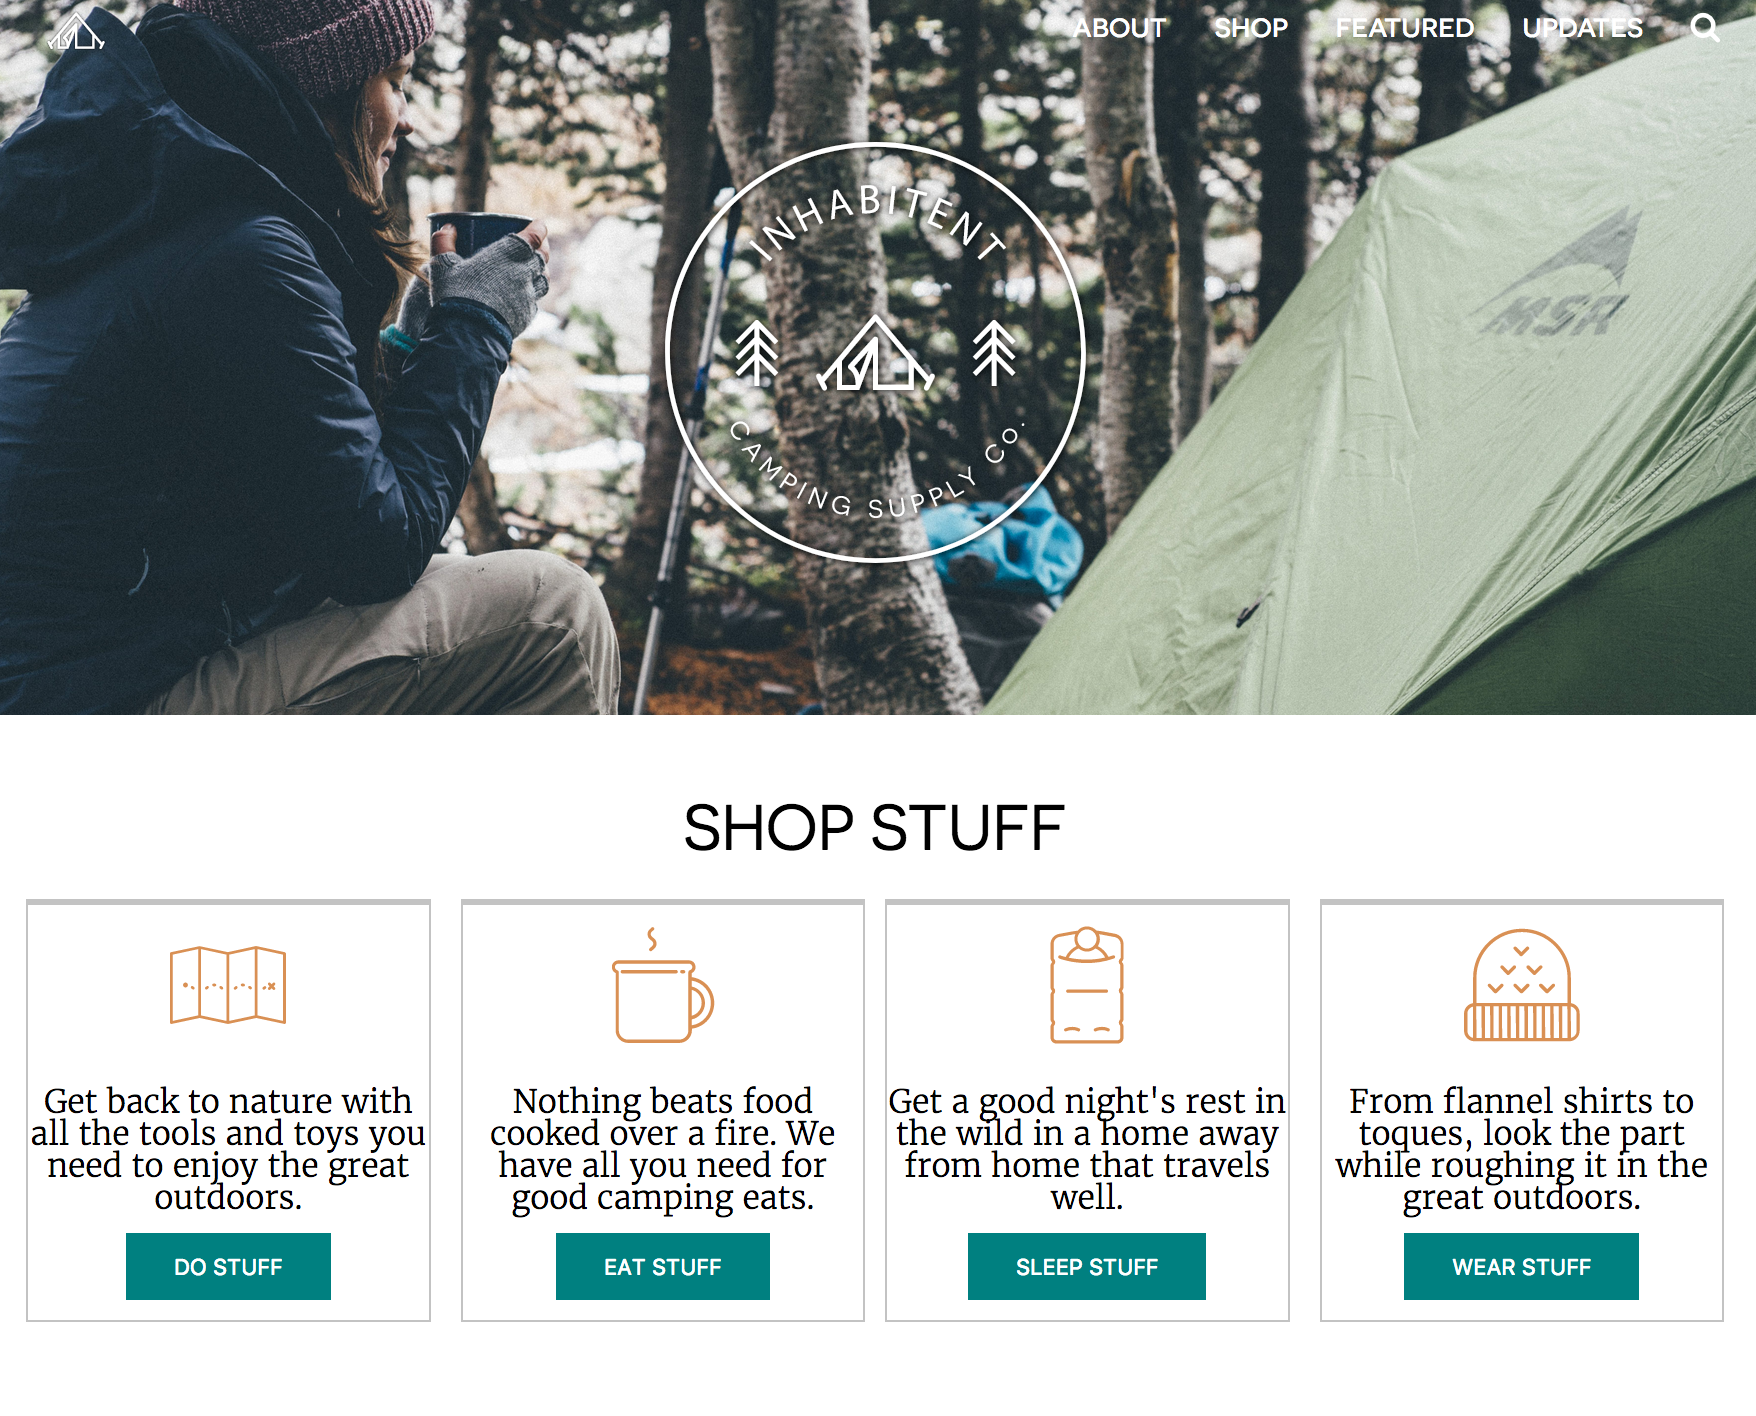 ABOUT SHOP FEATURED UPDATES
INHABITENT
CAMPING SUPPLY CO.
MSR
SHOP STUFF
Get back to nature with
all the tools and toys you
need to enjoy the great
outdoors.
DO STUFF
Nothing beats food
cooked over a fire. We
have all you need for
good camping eats.
EAT STUFF
Get a good night's rest in
the wild in a home away
from home that travels
well.
SLEEP STUFF
From flannel shirts to
toques, look the part
while roughing it in the
great outdoors.
WEAR STUFF